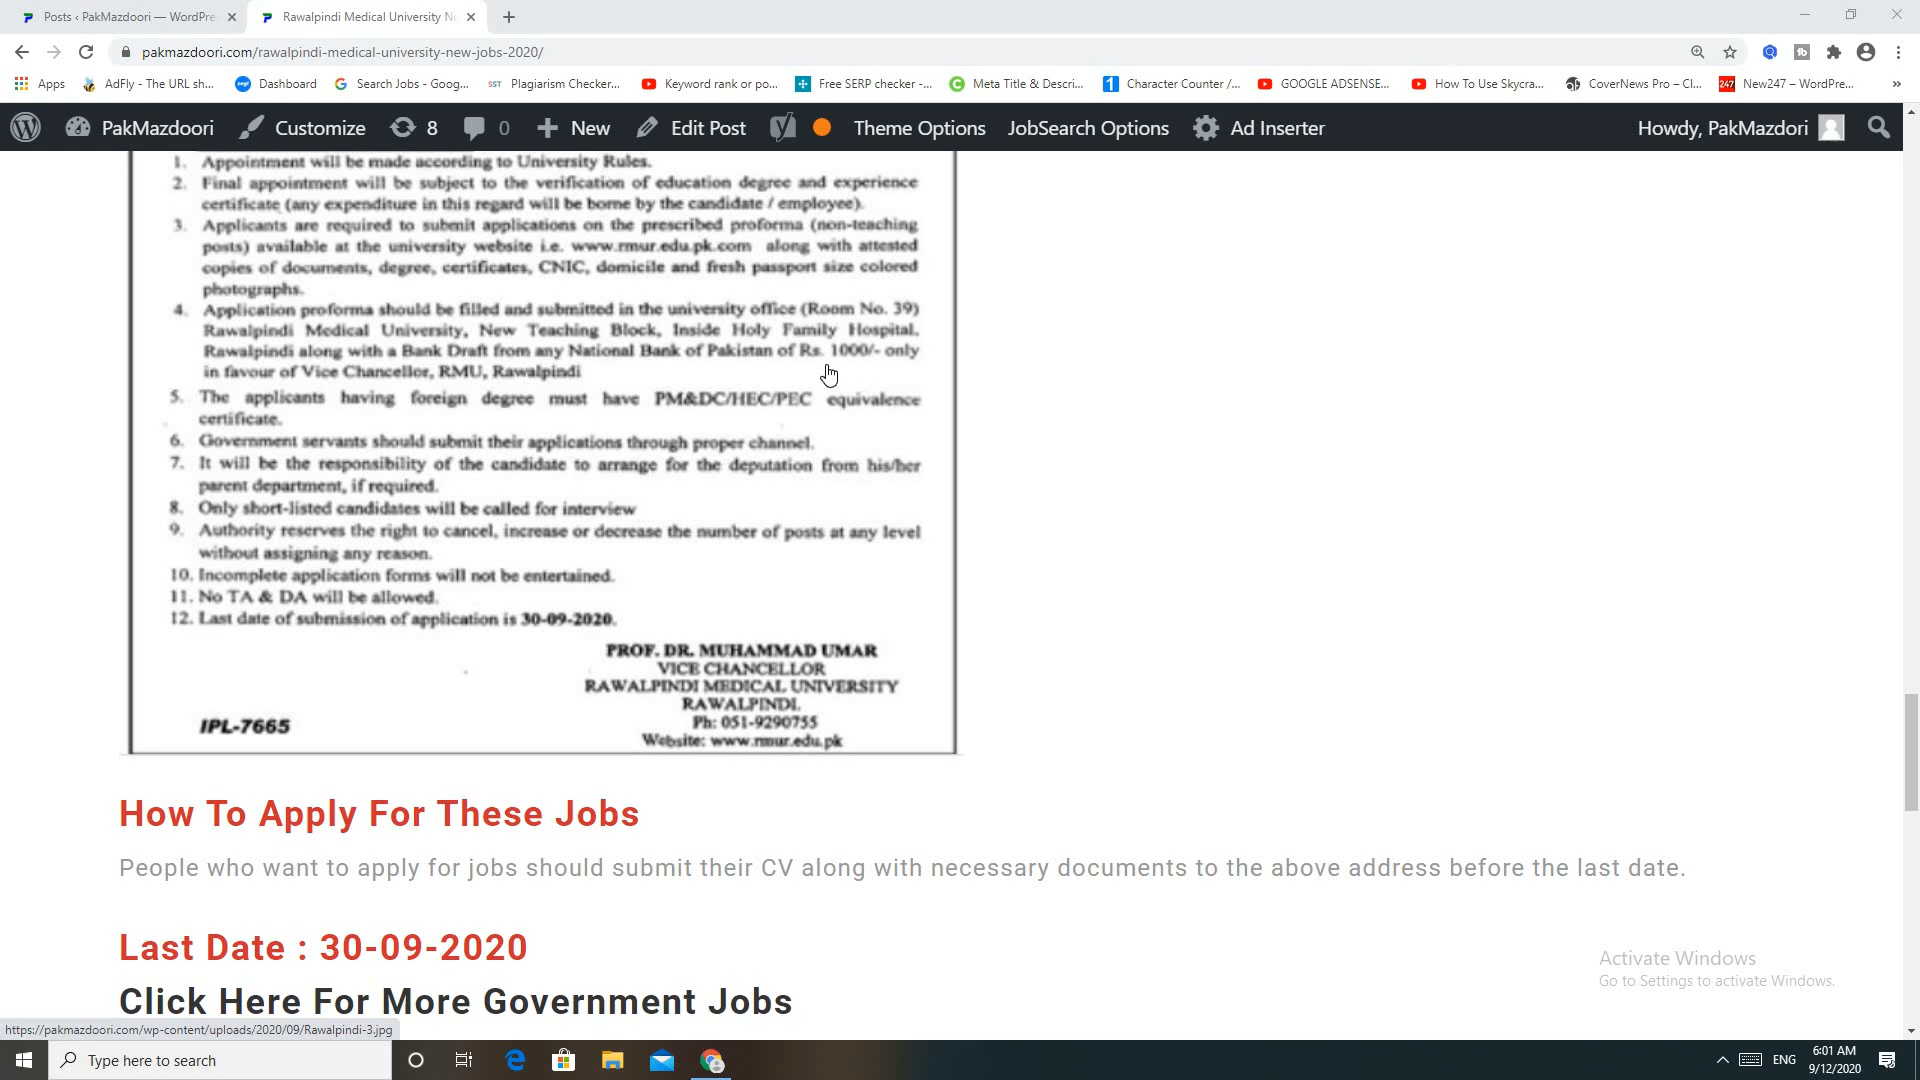 Posts ‹ PakMazdoori — WordPre
Rawalpindi Medical University Ne
pakmazdoori.com/rawalpindi-medical-university-new-jobs-2020/
Apps
AdFly - The URL sh...
Dashboard
Search Jobs - Goog...
SST Plagiarism Checker...
Keyword rank or po...
Free SERP checker -...
Meta Title & Descri...
1 Character Counter /...
GOOGLE ADSENSE...
How To Use Skycra...
CoverNews Pro – Cl...
247 New247 – WordPre...
»
PakMazdoori Customize 8 0 New Edit Post Theme Options JobSearch Options Ad Inserter Howdy, PakMazdori
1. Appointment will be made according to University Rules.
2. Final appointment will be subject to the verification of education degree and experience
certificate (any expenditure in this regard will be borne by the candidate / employee).
3. Applicants are required to submit applications on the prescribed proforma (non-teaching
posts) available at the university website i.e. www.rmur.edu.pk.com along with attested
copies of documents, degree, certificates, CNIC, domicile and fresh passport size colored
photographs.
4. Application proforma should be filled and submitted in the university office (Room No. 39)
Rawalpindi Medical University, New Teaching Block, Inside Holy Family Hospital,
Rawalpindi along with a Bank Draft from any National Bank of Pakistan of Rs. 1000/- only
in favour of Vice Chancellor, RMU, Rawalpindi
5. The applicants having foreign degree must have PM&DC/HEC/PEC equivalence
certificate.
6. Government servants should submit their applications through proper channel.
7. It will be the responsibility of the candidate to arrange for the deputation from his/her
parent department, if required.
8. Only short-listed candidates will be called for interview
9. Authority reserves the right to cancel, increase or decrease the number of posts at any level
without assigning any reason.
10. Incomplete application forms will not be entertained.
11. No TA & DA will be allowed.
12. Last date of submission of application is 30-09-2020.
PROF. DR. MUHAMMAD UMAR
VICE CHANCELLOR
RAWALPINDI MEDICAL UNIVERSITY
RAWALPINDI.
Ph: 051-9290755
IPL-7665
Website: www.rmur.edu.pk
How To Apply For These Jobs
People who want to apply for jobs should submit their CV along with necessary documents to the above address before the last date.
Last Date : 30-09-2020
Click Here For More Government Jobs
Activate Windows
Go to Settings to activate Windows.
https://pakmazdoori.com/wp-content/uploads/2020/09/Rawalpindi-3.jpg
Type here to search
ENG
6:01 AM
9/12/2020